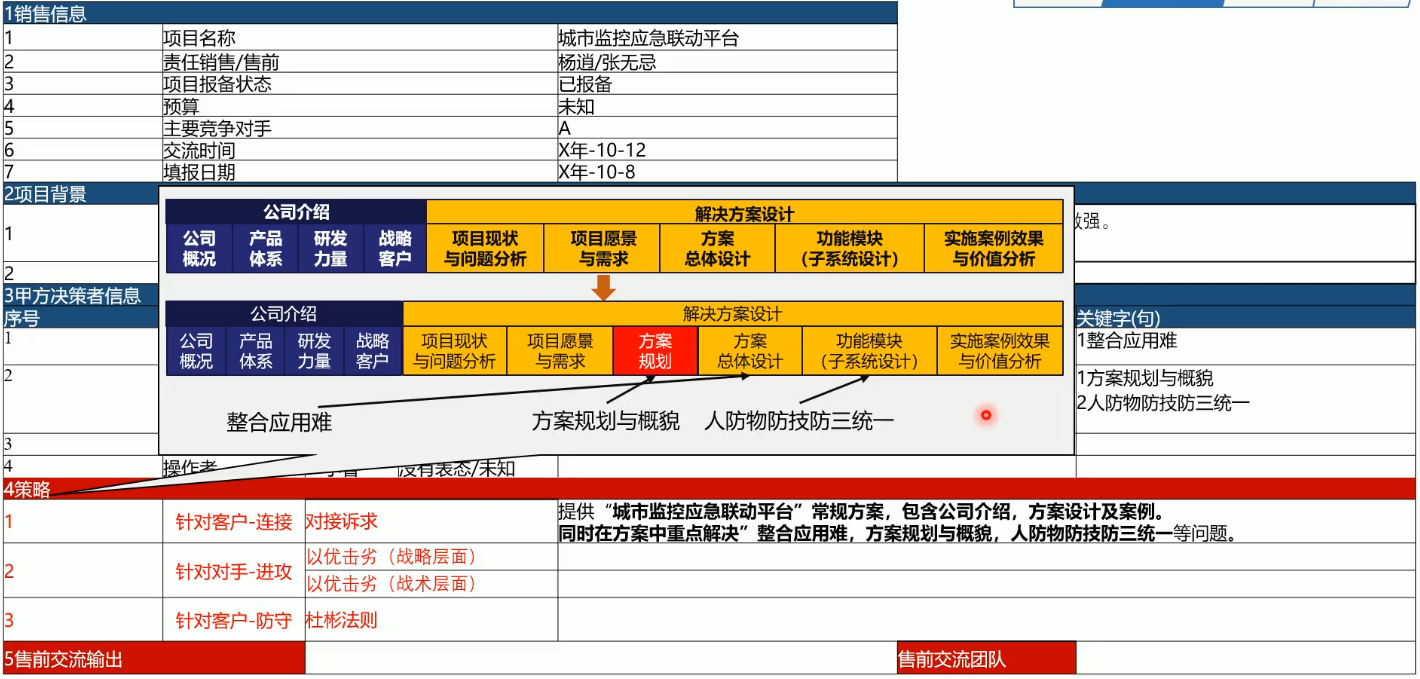 1销售信息
1 项目名称 城市监控应急联动平台
2 责任销售/售前 杨逍/张无忌
3 项目报备状态 已报备
4 预算 未知
5 主要竞争对手 A
6 交流时间 X年-10-12
7 填报日期 X年-10-8
2项目背景
1
2
3甲方决策者信息
序号 关键字(句)
1 1整合应用难
2 1方案规划与概貌
2人防物防技防三统一
3
4 操作者 没有表态/未知
公司介绍 解决方案设计
公司 产品 研发 战略 项目现状 项目愿景 方案 功能模块 实施案例效果
概况 体系 力量 客户 与问题分析 与需求 总体设计 (子系统设计) 与价值分析
公司介绍 解决方案设计
公司 产品 研发 战略 项目现状 项目愿景 方案 方案 功能模块 实施案例效果
概况 体系 力量 客户 与问题分析 与需求 规划 总体设计 (子系统设计) 与价值分析
整合应用难 方案规划与概貌 人防物防技防三统一
4策略
1 针对客户-连接 对接诉求 提供“城市监控应急联动平台”常规方案，包含公司介绍，方案设计及案例。
同时在方案中重点解决”整合应用难，方案规划与概貌，人防物防技防三统一等问题。
2 针对对手-进攻 以优击劣（战略层面）
以优击劣（战术层面）
3 针对客户-防守 杜彬法则
5售前交流输出 售前交流团队